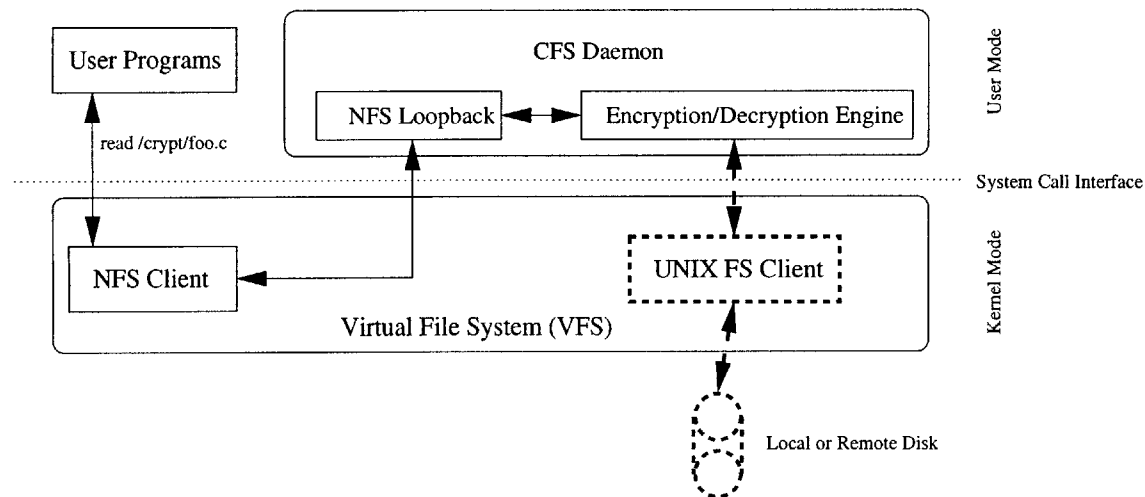 User Programs
CFS Daemon
NFS Loopback
Encryption/Decryption Engine
User Mode
read /crypt/foo.c
System Call Interface
NFS Client
UNIX FS Client
Virtual File System (VFS)
Kernel Mode
Local or Remote Disk